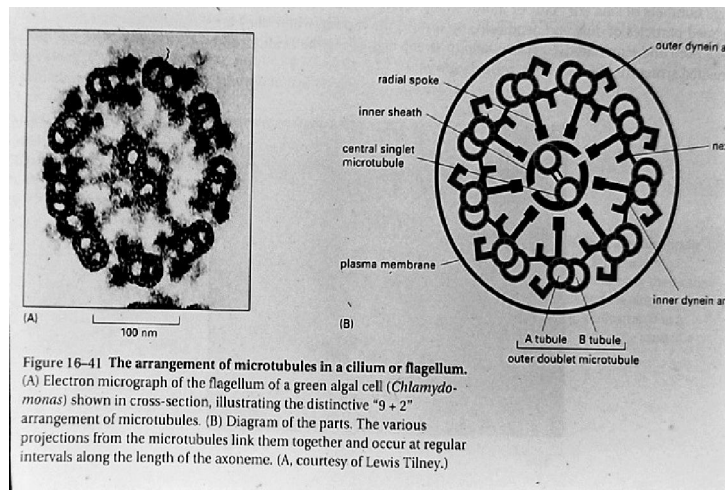 outer dynein a
radial spoke
inner sheath
central singlet
microtubule
ne
plasma membrane
inner dynein ar
(A)
100 nm
(B)
A tubule B tubule
outer doublet microtubule
Figure 16–41 The arrangement of microtubules in a cilium or flagellum.
(A) Electron micrograph of the flagellum of a green algal cell (Chlamydo-
monas) shown in cross-section, illustrating the distinctive “9 + 2”
arrangement of microtubules. (B) Diagram of the parts. The various
projections from the microtubules link them together and occur at regular
intervals along the length of the axoneme. (A, courtesy of Lewis Tilney.)